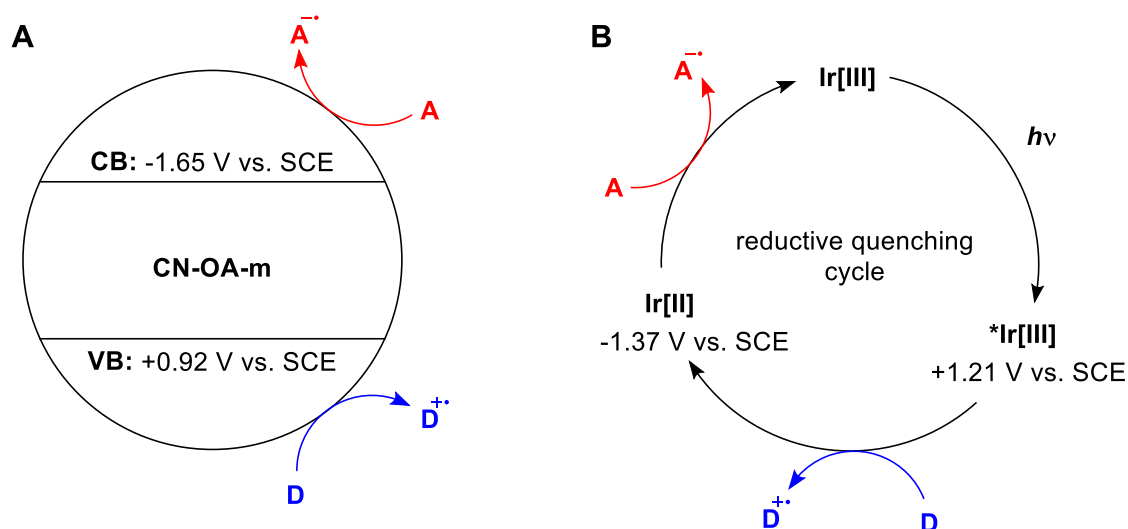 A
A−•
A
CB: -1.65 V vs. SCE
CN-OA-m
VB: +0.92 V vs. SCE
D+•
D
B
A−•
Ir[III]
hν
A
reductive quenching
cycle
Ir[II]
-1.37 V vs. SCE
*Ir[III]
+1.21 V vs. SCE
D+•
D